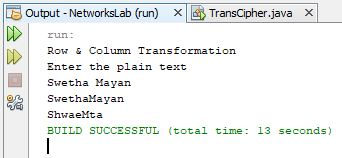 Output - NetworksLab (run) TransCipher.java
run:
Row & Column Transformation
Enter the plain text
Swetha Mayan
SwethaMayan
ShwaeMta
BUILD SUCCESSFUL (total time: 13 seconds)